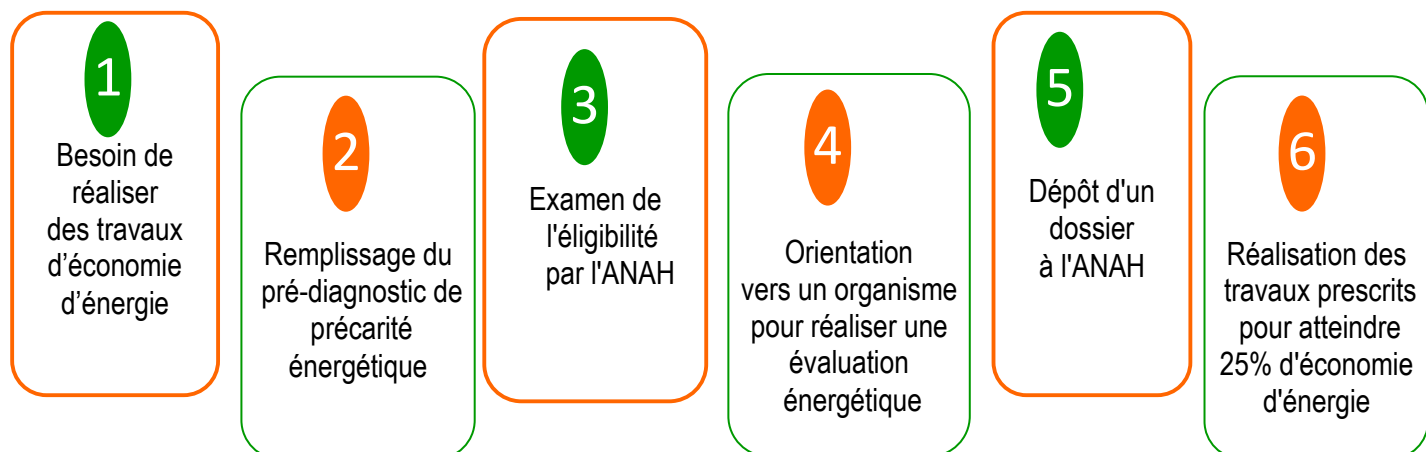 1
Besoin de
réaliser
des travaux
d’économie
d’énergie
2
Remplissage du
pré-diagnostic de
précarité
énergétique
3
Examen de
l'éligibilité
par l'ANAH
4
Orientation
vers un organisme
pour réaliser une
évaluation
énergétique
5
Dépôt d'un
dossier
à l'ANAH
6
Réalisation des
travaux prescrits
pour atteindre
25% d'économie
d'énergie